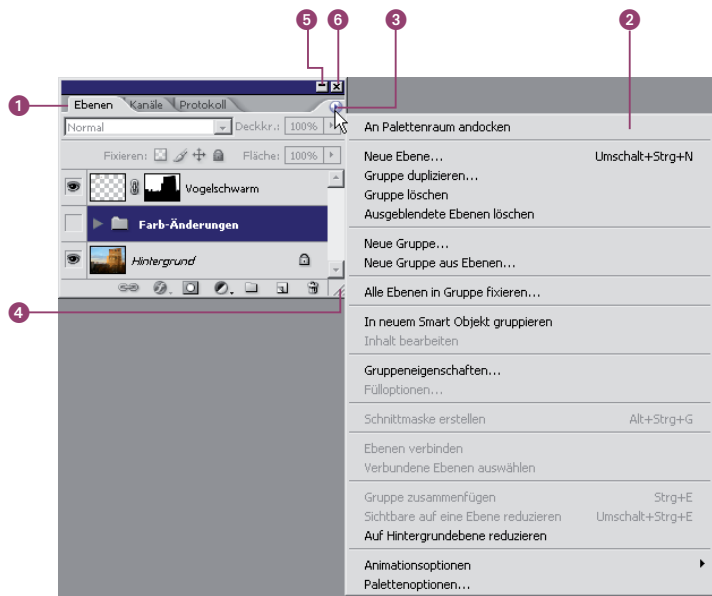 5 6 3 2
1
Ebenen Kanäle Protokoll
Normal Deckkr.: 100%
Fixieren: Fläche: 100%
Vogelschwarm
Farb-Änderungen
Hintergrund
4
An Palettenraum andocken
Neue Ebene... Umschalt+Strg+N
Gruppe duplizieren...
Gruppe löschen
Ausgeblendete Ebenen löschen
Neue Gruppe...
Neue Gruppe aus Ebenen...
Alle Ebenen in Gruppe fixieren...
In neuem Smart Objekt gruppieren
Inhalt bearbeiten
Gruppeneigenschaften...
Fülloptionen...
Schnittmaske erstellen Alt+Strg+G
Ebenen verbinden
Verbundene Ebenen auswählen
Gruppe zusammenfügen Strg+E
Sichtbare auf eine Ebene reduzieren Umschalt+Strg+E
Auf Hintergrundebene reduzieren
Animationsoptionen
Palettenoptionen...